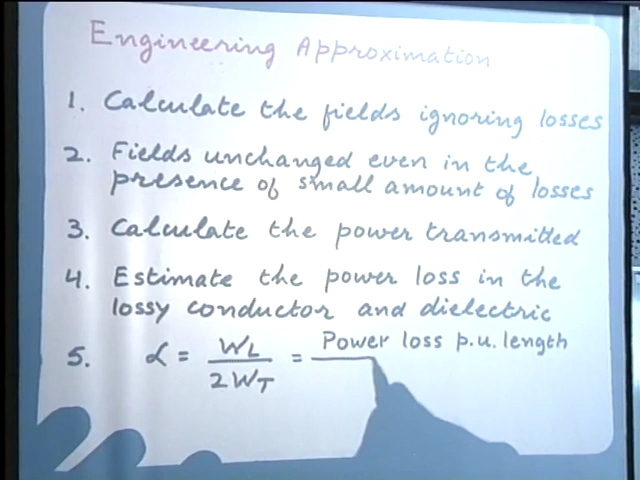 Engineering Approximation
1. Calculate the fields ignoring losses
2. Fields unchanged even in the
presence of small amount of losses
3. Calculate the power transmitted
4. Estimate the power loss in the
lossy conductor and dielectric
5. α = W_L / 2W_T = Power loss p.u. length